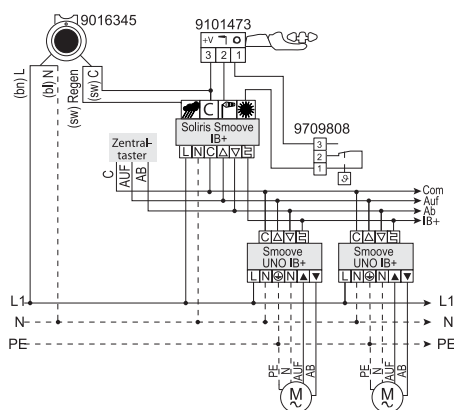 9016345
9101473
+V
3 2 1
(bn) L
(bl) N
(sw) Regen
(sw) C
C
Soliris Smoove
IB+
L N C
9709808
3
2
1
Zentral-
taster
C
AUF
AB
Com
Auf
Ab
IB+
C
Smoove
UNO IB+
L N N
C
Smoove
UNO IB+
L N N
L1
L1
N
N
PE
PE
PE
N
AUF
AB
M
PE
N
AUF
AB
M